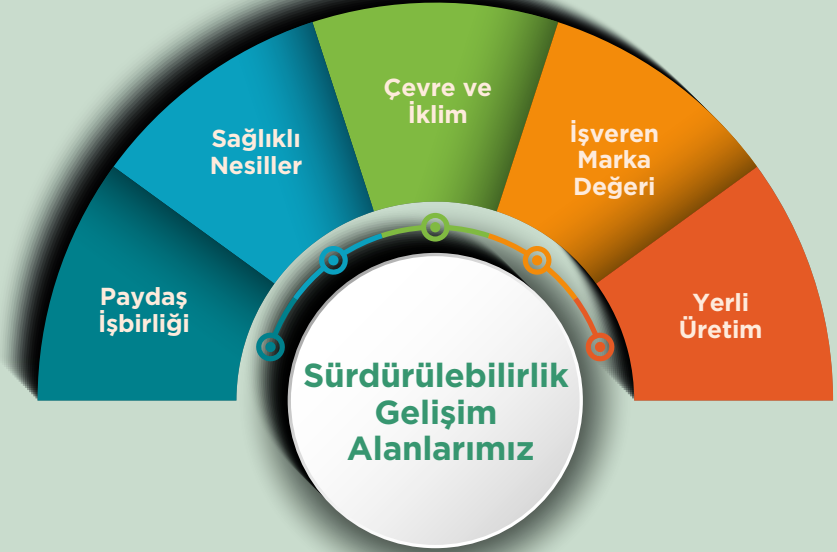 Paydaş
İşbirliği
Sağlıklı
Nesiller
Çevre ve
İklim
İşveren
Marka
Değeri
Yerli
Üretim
Sürdürülebilirlik
Gelişim
Alanlarımız